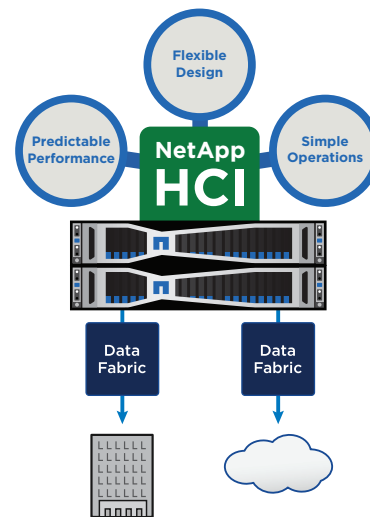 Flexible
Design
Predictable
Performance
Simple
Operations
NetApp
HCI
Data
Fabric
Data
Fabric